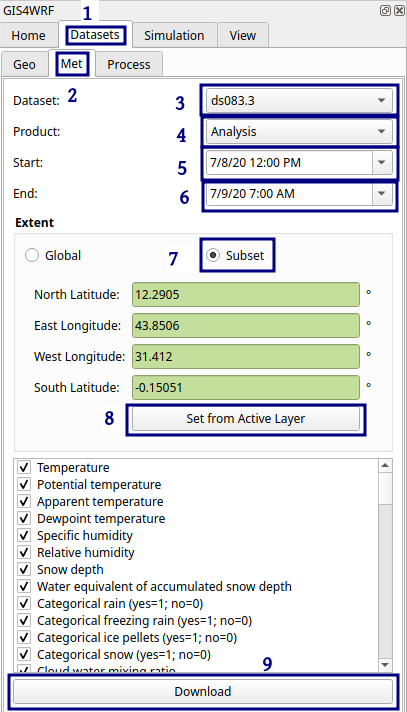 GIS4WRF
1
Home Datasets Simulation View
Geo Met Process
2
Dataset: 3 ds083.3
Product: 4 Analysis
Start: 5 7/8/20 12:00 PM
End: 6 7/9/20 7:00 AM
Extent
Global 7 Subset
North Latitude: 12.2905 °
East Longitude: 43.8506 °
West Longitude: 31.412 °
South Latitude: -0.15051 °
8 Set from Active Layer
Temperature
Potential temperature
Apparent temperature
Dewpoint temperature
Specific humidity
Relative humidity
Snow depth
Water equivalent of accumulated snow depth
Categorical rain (yes=1; no=0)
Categorical freezing rain (yes=1; no=0)
Categorical ice pellets (yes=1; no=0)
Categorical snow (yes=1; no=0)
Cloud water mixing ratio
9
Download